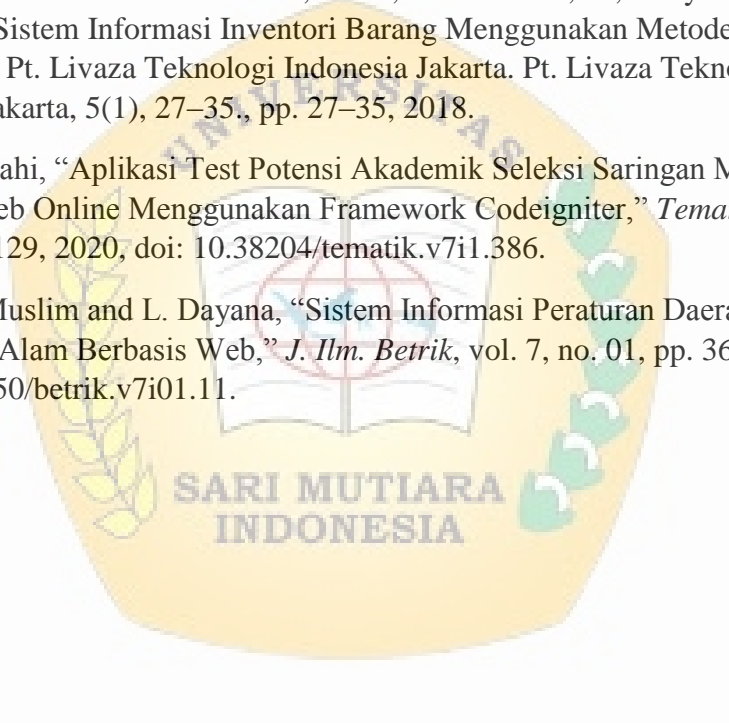 Sistem Informasi Inventori Barang Menggunakan Metode
Pt. Livaza Teknologi Indonesia Jakarta. Pt. Livaza Tekno
akarta, 5(1), 27–35., pp. 27–35, 2018.
ahi, “Aplikasi Test Potensi Akademik Seleksi Saringan M
eb Online Menggunakan Framework Codeigniter,” Tema
129, 2020, doi: 10.38204/tematik.v7i1.386.
Muslim and L. Dayana, “Sistem Informasi Peraturan Daera
Alam Berbasis Web,” J. Ilm. Betrik, vol. 7, no. 01, pp. 36
50/betrik.v7i01.11.
UNIVERSITAS
SARI MUTIARA
INDONESIA